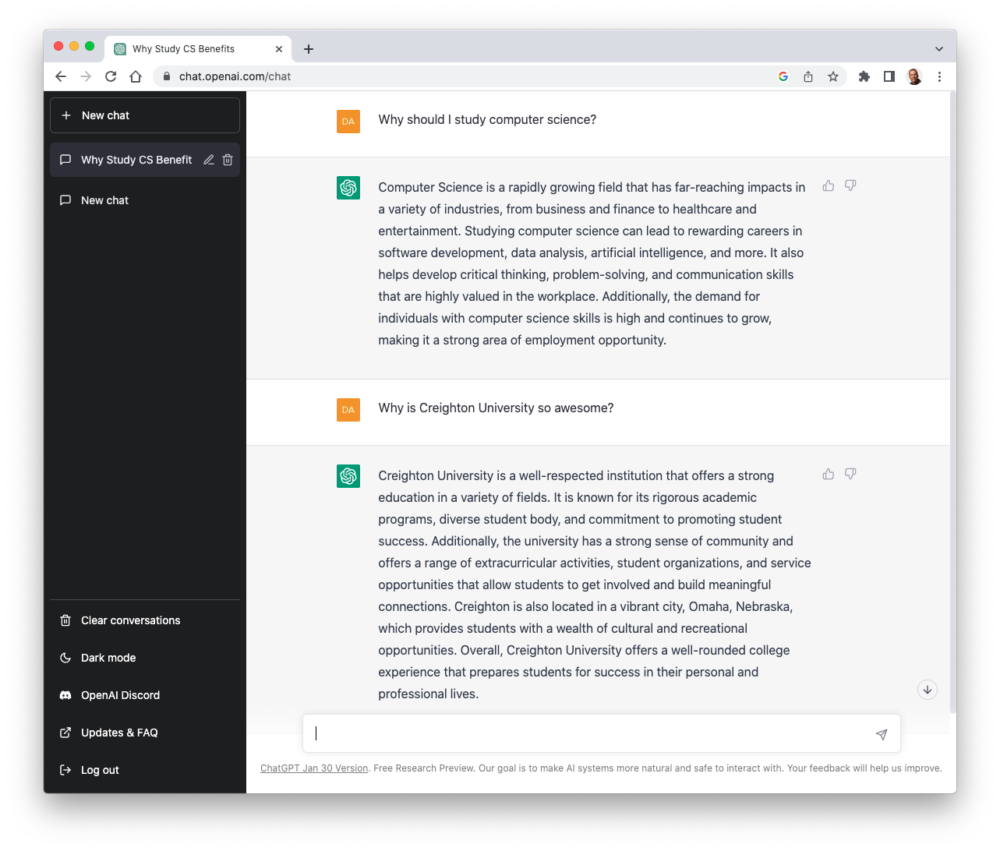 Why Study CS Benefits
chat.openai.com/chat
New chat
Why Study CS Benefit
New chat
Clear conversations
Dark mode
OpenAI Discord
Updates & FAQ
Log out
DA
Why should I study computer science?
Computer Science is a rapidly growing field that has far-reaching impacts in
a variety of industries, from business and finance to healthcare and
entertainment. Studying computer science can lead to rewarding careers in
software development, data analysis, artificial intelligence, and more. It also
helps develop critical thinking, problem-solving, and communication skills
that are highly valued in the workplace. Additionally, the demand for
individuals with computer science skills is high and continues to grow,
making it a strong area of employment opportunity.
DA
Why is Creighton University so awesome?
Creighton University is a well-respected institution that offers a strong
education in a variety of fields. It is known for its rigorous academic
programs, diverse student body, and commitment to promoting student
success. Additionally, the university has a strong sense of community and
offers a range of extracurricular activities, student organizations, and service
opportunities that allow students to get involved and build meaningful
connections. Creighton is also located in a vibrant city, Omaha, Nebraska,
which provides students with a wealth of cultural and recreational
opportunities. Overall, Creighton University offers a well-rounded college
experience that prepares students for success in their personal and
professional lives.
ChatGPT Jan 30 Version. Free Research Preview. Our goal is to make AI systems more natural and safe to interact with. Your feedback will help us improve.